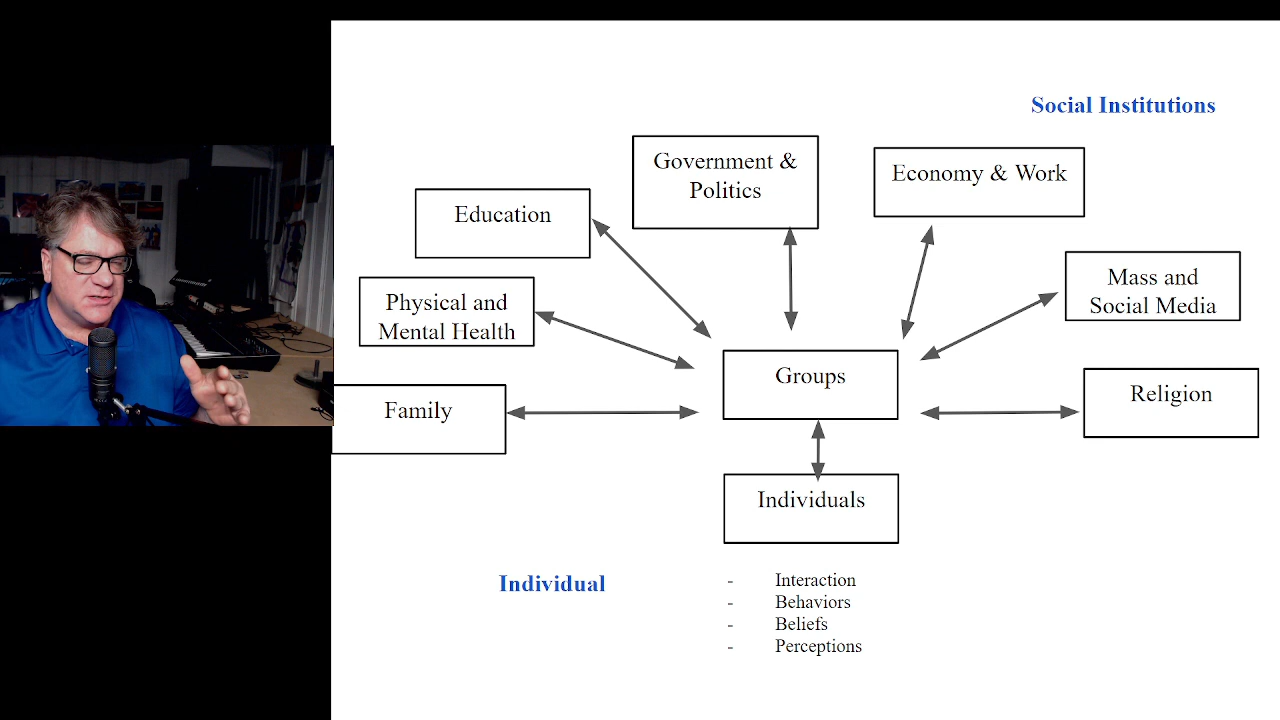 Social Institutions
Government &
Politics
Economy & Work
Education
Mass and
Social Media
Physical and
Mental Health
Groups
Religion
Family
Individuals
Individual
- Interaction
- Behaviors
- Beliefs
- Perceptions